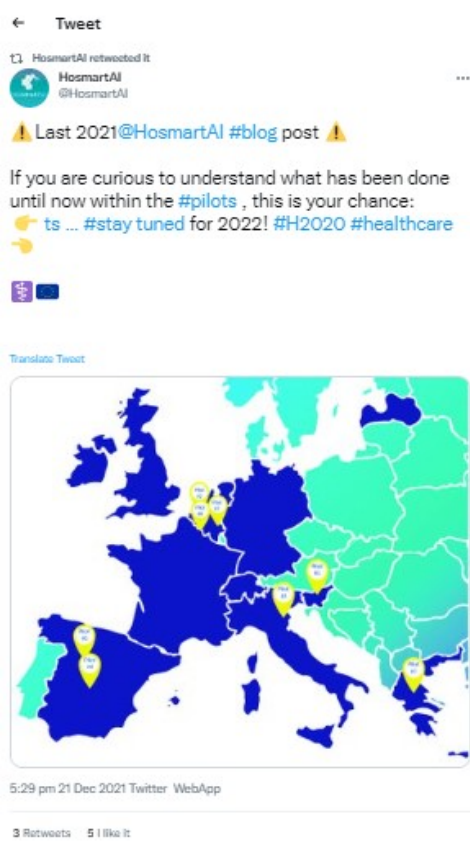 Tweet
HosmartAI retweeted it
HosmartAI
@HosmartAI
Last 2021@HosmartAI #blog post
If you are curious to understand what has been done
until now within the #pilots , this is your chance:
ts ... #stay tuned for 2022! #H2020 #healthcare
Translate Tweet
5:29 pm 21 Dec 2021 Twitter WebApp
3 Retweets 5 I like it